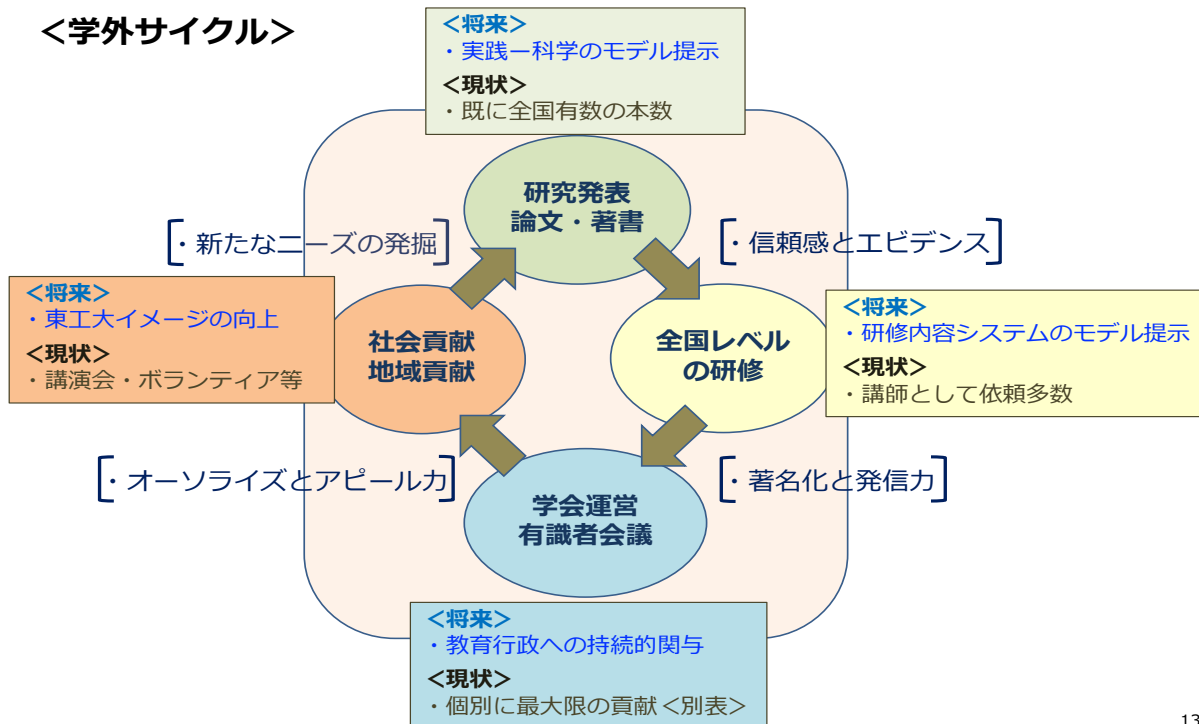 ＜学外サイクル＞
＜将来＞
・実践ー科学のモデル提示
＜現状＞
・既に全国有数の本数
研究発表
論文・著書
・新たなニーズの発掘
・信頼感とエビデンス
＜将来＞
・東工大イメージの向上
＜現状＞
・講演会・ボランティア等
社会貢献
地域貢献
全国レベル
の研修
＜将来＞
・研修内容システムのモデル提示
＜現状＞
・講師として依頼多数
・オーソライズとアピール力
・著名化と発信力
学会運営
有識者会議
＜将来＞
・教育行政への持続的関与
＜現状＞
・個別に最大限の貢献＜別表＞
13